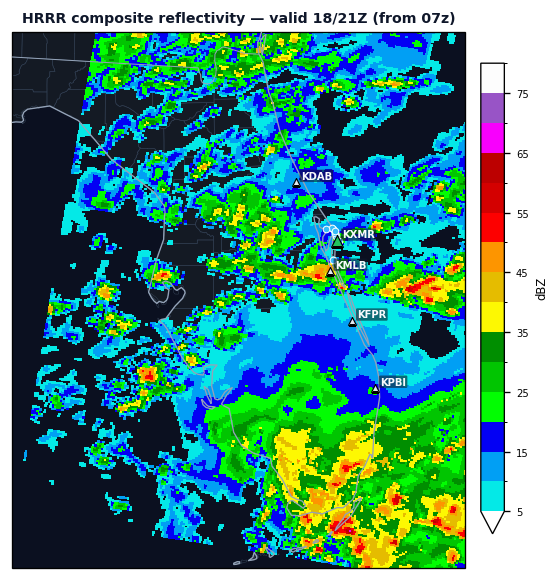 HRRR composite reflectivity — valid 18/21Z (from 07z)
KDAB
KXMR
KMLB
KFPR
KPBI
75
65
55
45
35
25
15
5
dBZ